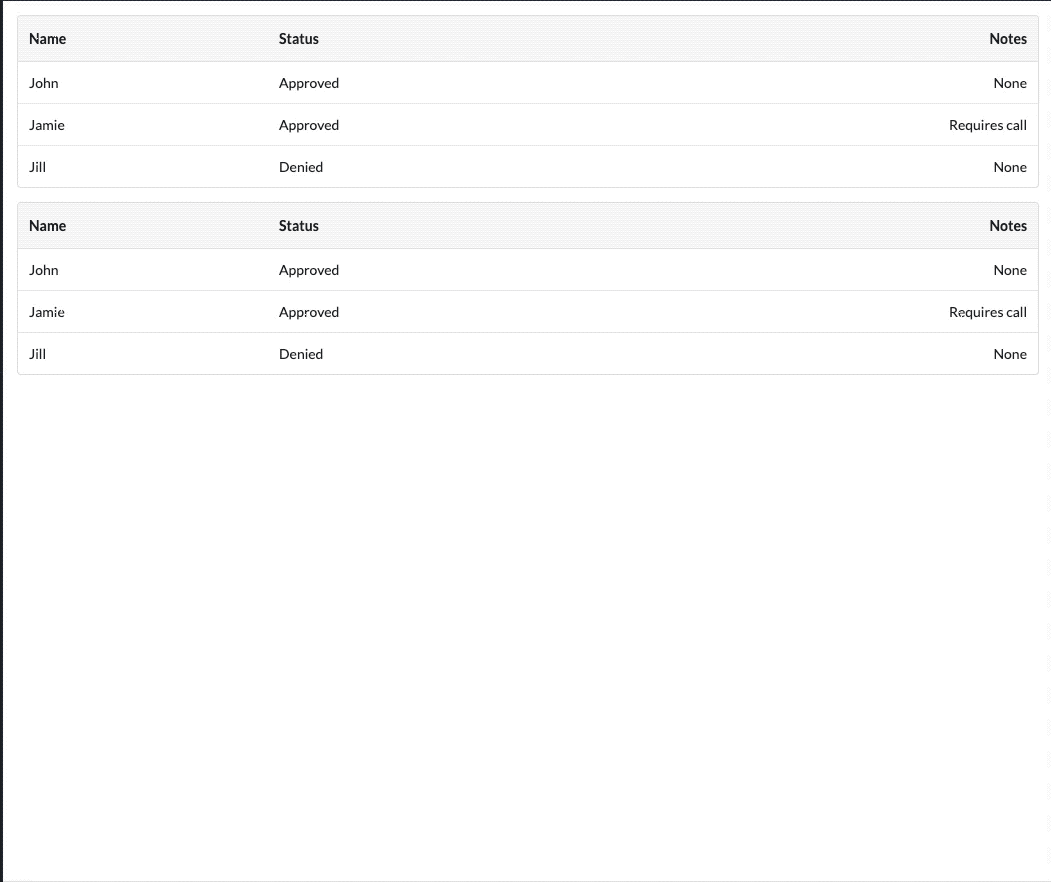 Name Status Notes
John Approved None
Jamie Approved Requires call
Jill Denied None
Name Status Notes
John Approved None
Jamie Approved Requires call
Jill Denied None